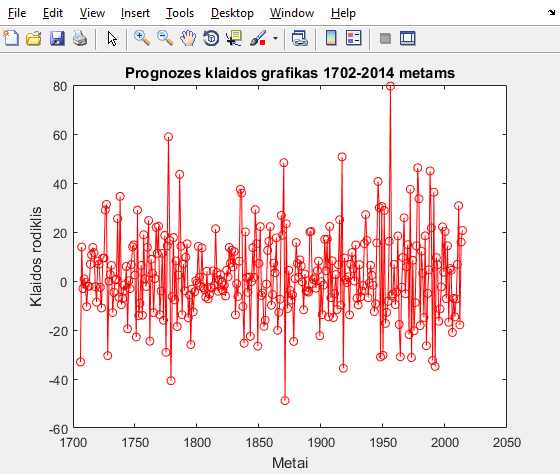 File Edit View Insert Tools Desktop Window Help
Prognozes klaidos grafikas 1702-2014 metams
80
60
40
20
0
-20
-40
-60
Klaidos rodiklis
1700 1750 1800 1850 1900 1950 2000 2050
Metai